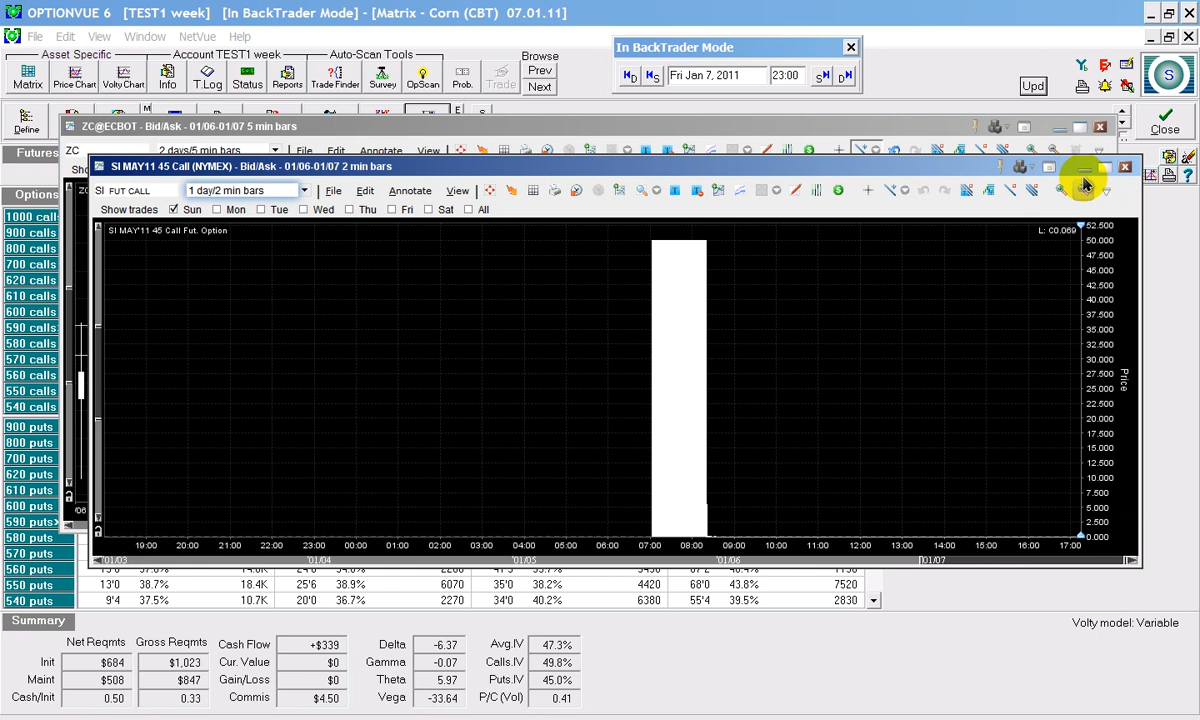 OPTIONVUE 6 [TEST1 week] [In BackTrader Mode] - [Matrix - Corn (CBT) 07.01.11]
File Edit View Window NetVue Help
Asset Specific Account TEST1 week Auto-Scan Tools Browse
Matrix Price Chart Volty Chart Info T.Log Status Reports Trade Finder Survey OpScan Prob. Trade Prev
Next
In BackTrader Mode
D S Fri Jan 7, 2011 23:00 S D
Upd
S
Define M E Close
ZC@ECBOT - Bid/Ask - 01/06-01/07 5 min bars
ZC 2 days/5 min bars File Edit Annotate View
Futures
SI MAY11 45 Call (NYMEX) - Bid/Ask - 01/06-01/07 2 min bars
SI FUT CALL 1 day/2 min bars File Edit Annotate View
Show trades Sun Mon Tue Wed Thu Fri Sat All
SI MAY'11 45 Call Fut. Option L: C0.069
Options
1000 calls
900 calls
800 calls
700 calls
620 calls
610 calls
600 calls
590 calls
580 calls
570 calls
560 calls
550 calls
540 calls
900 puts
800 puts
700 puts
620 puts
610 puts
600 puts
590 puts>
580 puts
570 puts
560 puts
550 puts
540 puts
52.500
50.000
47.500
45.000
42.500
40.000
37.500
35.000
32.500
30.000
27.500
25.000
22.500
20.000
17.500
15.000
12.500
10.000
7.500
5.000
2.500
0.000
Price
19:00 20:00 21:00 22:00 23:00 00:00 01:00 02:00 03:00 04:00 05:00 06:00 07:00 08:00 09:00 10:00 11:00 12:00 13:00 14:00 15:00 16:00 17:00
'01/03 '01/04 '01/05 '01/06 '01/07
13'0 38.7% 18.4K 25'6 38.9% 6070 35'0 38.2% 4420 68'0 43.8% 7520
9'4 37.5% 10.7K 20'0 36.7% 2270 34'0 40.2% 6380 55'4 39.5% 2830
Summary
Volty model: Variable
Net Reqmts Gross Reqmts Cash Flow +$339 Delta -6.37 Avg.IV 47.3%
Init $684 $1,023 Cur. Value $0 Gamma -0.07 Calls.IV 49.8%
Maint $508 $847 Gain/Loss $0 Theta 5.97 Puts.IV 45.0%
Cash/Init 0.50 0.33 Commis $4.50 Vega -33.64 P/C (Vol) 0.41